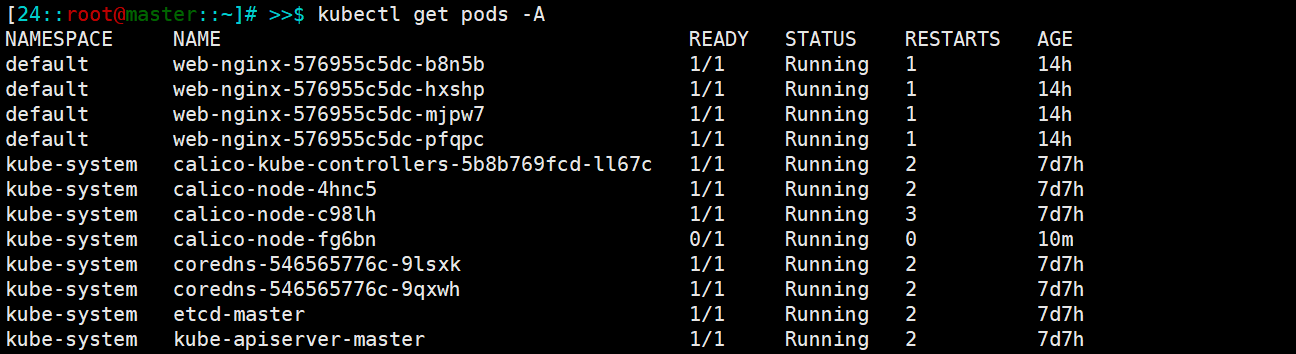 [24::root@master::~]# >>$ kubectl get pods -A
NAMESPACE NAME READY STATUS RESTARTS AGE
default web-nginx-576955c5dc-b8n5b 1/1 Running 1 14h
default web-nginx-576955c5dc-hxshp 1/1 Running 1 14h
default web-nginx-576955c5dc-mjpw7 1/1 Running 1 14h
default web-nginx-576955c5dc-pfqpc 1/1 Running 1 14h
kube-system calico-kube-controllers-5b8b769fcd-ll67c 1/1 Running 2 7d7h
kube-system calico-node-4hnc5 1/1 Running 2 7d7h
kube-system calico-node-c98lh 1/1 Running 3 7d7h
kube-system calico-node-fg6bn 0/1 Running 0 10m
kube-system coredns-546565776c-9lsxk 1/1 Running 2 7d7h
kube-system coredns-546565776c-9qxwh 1/1 Running 2 7d7h
kube-system etcd-master 1/1 Running 2 7d7h
kube-system kube-apiserver-master 1/1 Running 2 7d7h